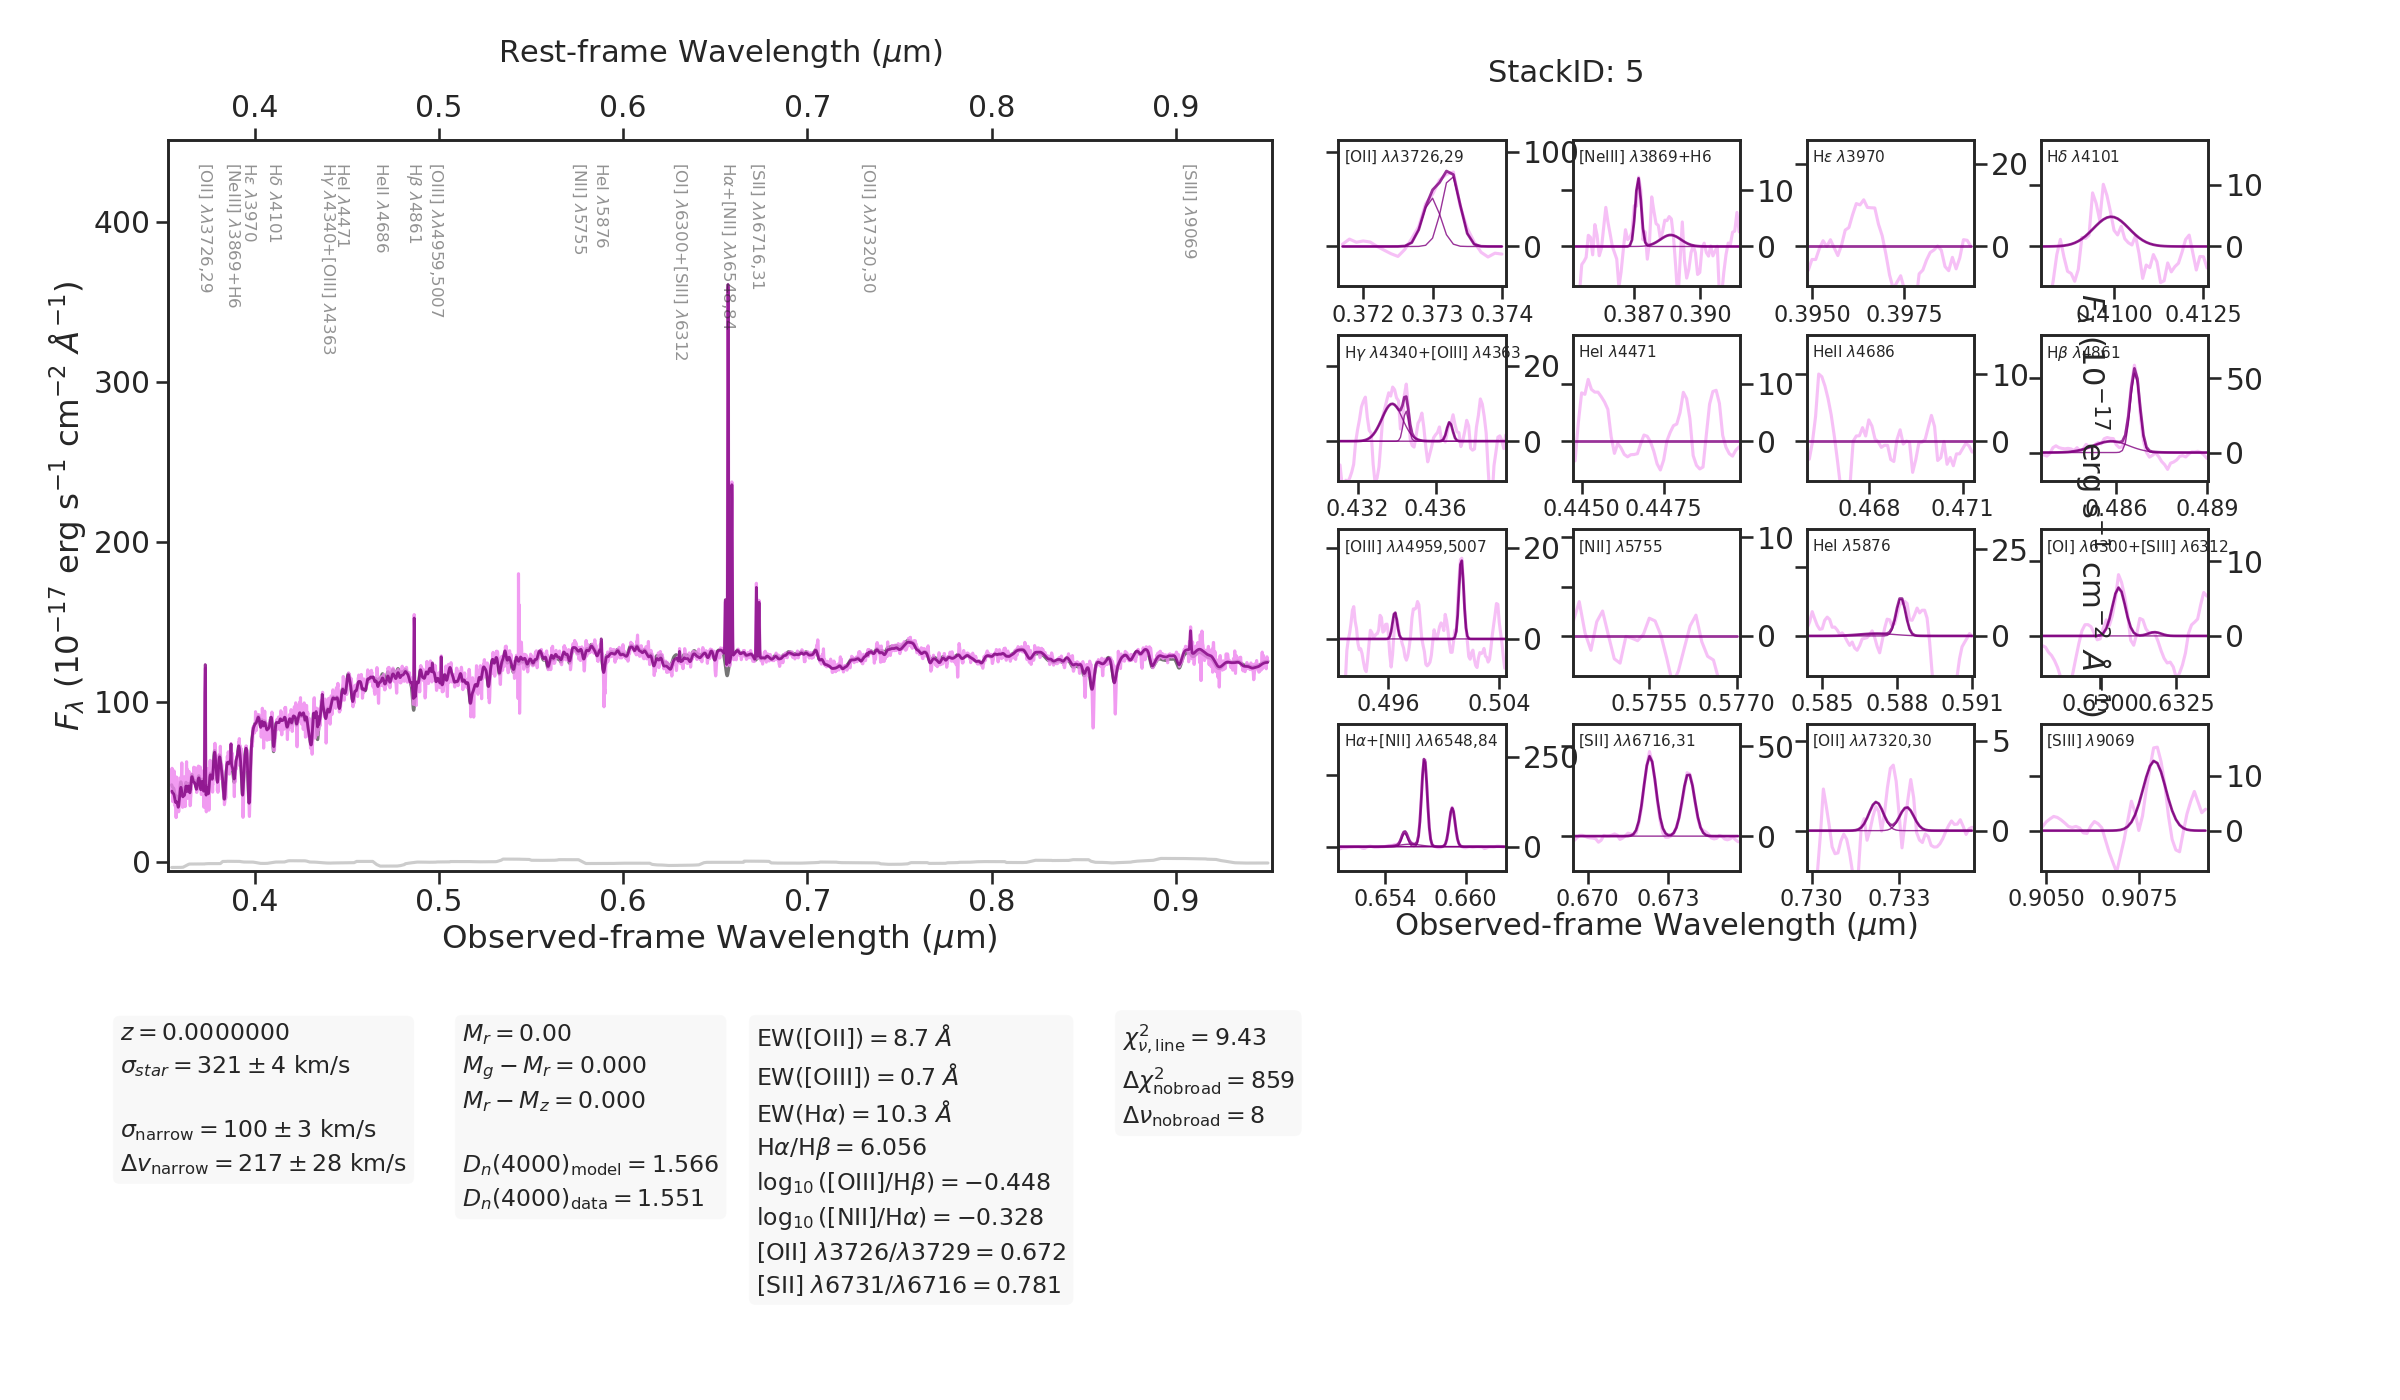 Rest-frame Wavelength (μm)
StackID: 5
0.4 0.5 0.6 0.7 0.8 0.9
[OII] λλ3726,29
[NeIII] λ3869+H6
Hε λ3970
Hδ λ4101
Hγ λ4340+[OIII] λ4363
HeI λ4471
HeII λ4686
Hβ λ4861
[OIII] λλ4959,5007
[NII] λ5755
HeI λ5876
[OI] λ6300+[SIII] λ6312
Hα+[NII] λλ6548,84
[SII] λλ6716,31
[OII] λλ7320,30
[SIII] λ9069
F_λ (10⁻¹⁷ erg s⁻¹ cm⁻² Å⁻¹)
400
300
200
100
0
0.4 0.5 0.6 0.7 0.8 0.9
Observed-frame Wavelength (μm)
[OII] λλ3726,29
100
0
0.372 0.373 0.374
[NeIII] λ3869+H6
10
0
0.387 0.390
Hε λ3970
20
0
0.3950 0.3975
Hδ λ4101
10
0
0.4100 0.4125
Hγ λ4340+[OIII] λ4363
20
0
0.432 0.436
HeI λ4471
10
0
0.4450 0.4475
HeII λ4686
10
0
0.468 0.471
Hβ λ4861
50
0
0.486 0.489
[OIII] λλ4959,5007
20
0
0.496 0.504
[NII] λ5755
10
0
0.5755 0.5770
HeI λ5876
25
0
0.585 0.588 0.591
[OI] λ6300+[SIII] λ6312
10
0
0.6300 0.6325
Hα+[NII] λλ6548,84
250
0
0.654 0.660
[SII] λλ6716,31
50
0
0.670 0.673
[OII] λλ7320,30
5
0
0.730 0.733
[SIII] λ9069
10
0
0.9050 0.9075
F_λ (10⁻¹⁷ erg s⁻¹ cm⁻² Å⁻¹)
Observed-frame Wavelength (μm)
z = 0.0000000
σ_star = 321 ± 4 km/s
σ_narrow = 100 ± 3 km/s
Δv_narrow = 217 ± 28 km/s
M_r = 0.00
M_g − M_r = 0.000
M_r − M_z = 0.000
D_n(4000)_model = 1.566
D_n(4000)_data = 1.551
EW([OII]) = 8.7 Å
EW([OIII]) = 0.7 Å
EW(Hα) = 10.3 Å
Hα/Hβ = 6.056
log₁₀([OIII]/Hβ) = −0.448
log₁₀([NII]/Hα) = −0.328
[OII] λ3726/λ3729 = 0.672
[SII] λ6731/λ6716 = 0.781
χ²_ν,line = 9.43
Δχ²_nobroad = 859
Δν_nobroad = 8